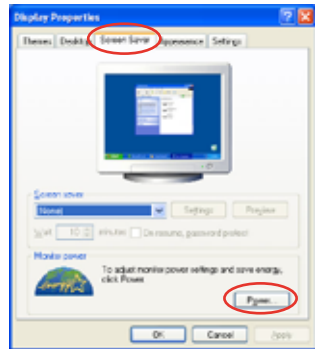 Display Properties
Themes Desktop Screen Saver Appearance Settings
Screen saver
(None) Settings Preview
Wait 10 minutes On resume, password protect
Monitor power
To adjust monitor power settings and save energy,
click Power.
Power...
OK Cancel Apply